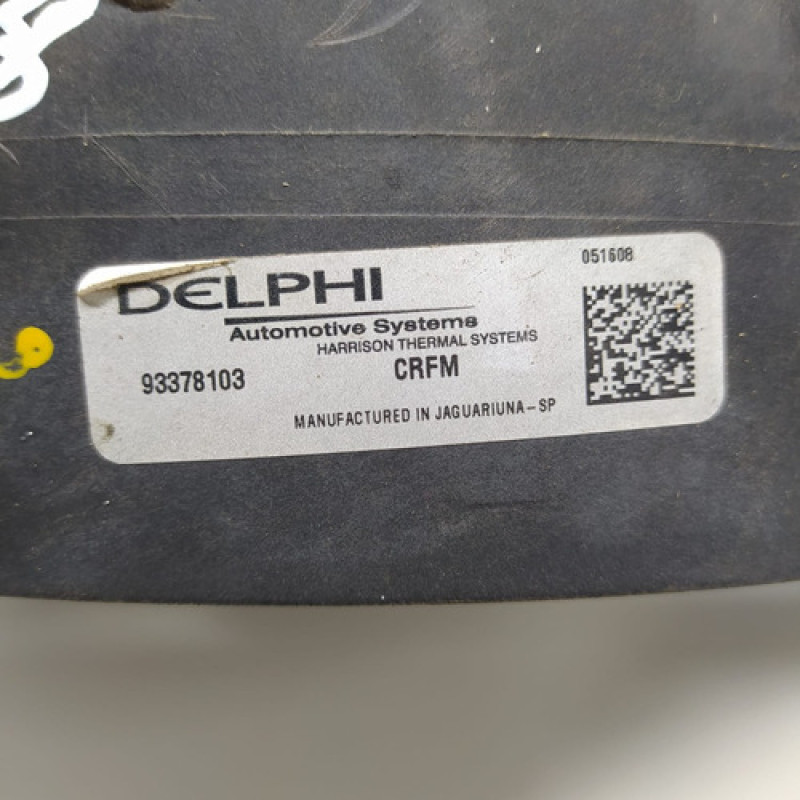 051608
DELPHI
Automotive Systems
HARRISON THERMAL SYSTEMS
93378103 CRFM
MANUFACTURED IN JAGUARIUNA - SP